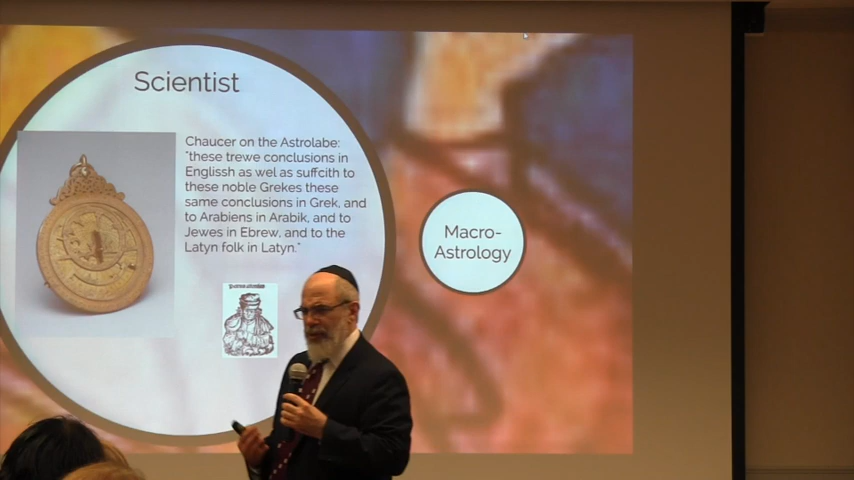 Scientist
Chaucer on the Astrolabe:
"these trewe conclusions in
Englissh as wel as suffcith to
these noble Grekes these
same conclusions in Grek, and
to Arabiens in Arabik, and to
Jewes in Ebrew, and to the
Latyn folk in Latyn."
Macro-
Astrology